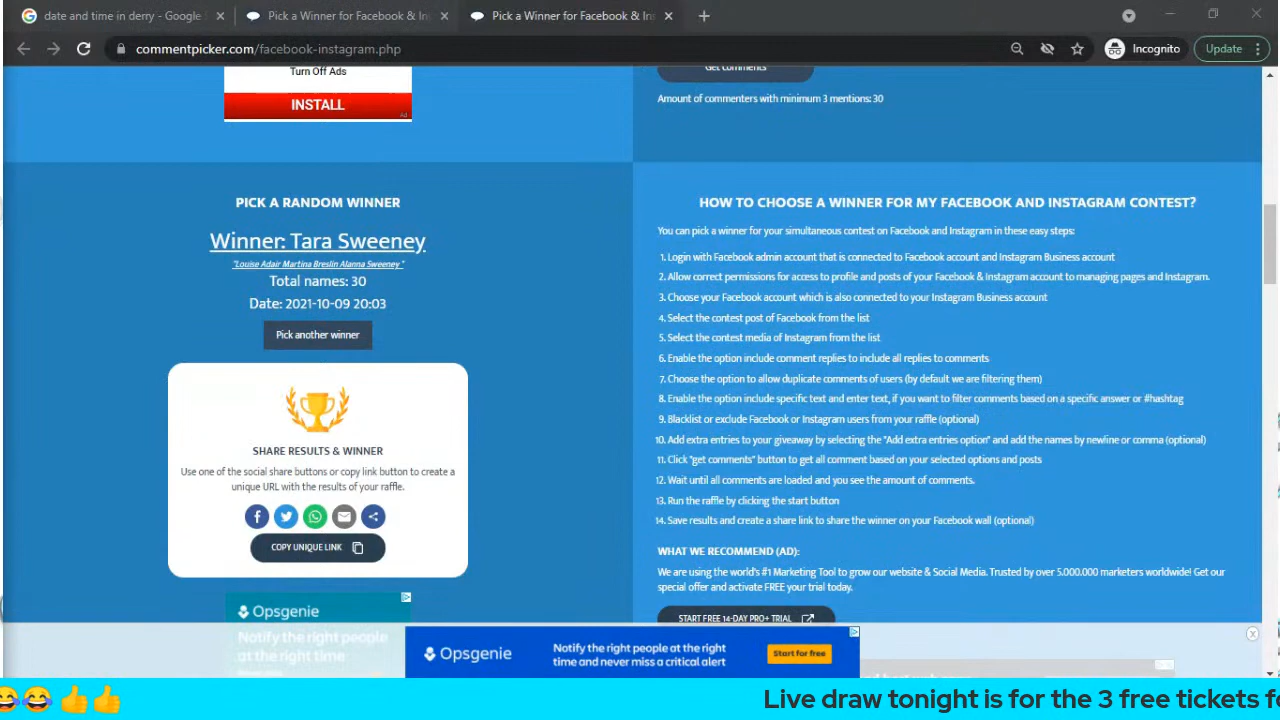 date and time in derry - Google
Pick a Winner for Facebook & In
Pick a Winner for Facebook & Ins
commentpicker.com/facebook-instagram.php
Incognito
Update
Turn Off Ads
INSTALL
Ad
Get comments
Amount of commenters with minimum 3 mentions: 30
PICK A RANDOM WINNER
Winner: Tara Sweeney
"Louise Adair Martina Breslin Alanna Sweeney "
Total names: 30
Date: 2021-10-09 20:03
Pick another winner
SHARE RESULTS & WINNER
Use one of the social share buttons or copy link button to create a
unique URL with the results of your raffle.
COPY UNIQUE LINK
Opsgenie
Notify the right people
at the right time
HOW TO CHOOSE A WINNER FOR MY FACEBOOK AND INSTAGRAM CONTEST?
You can pick a winner for your simultaneous contest on Facebook and Instagram in these easy steps:
1. Login with Facebook admin account that is connected to Facebook account and Instagram Business account
2. Allow correct permissions for access to profile and posts of your Facebook & Instagram account to managing pages and Instagram.
3. Choose your Facebook account which is also connected to your Instagram Business account
4. Select the contest post of Facebook from the list
5. Select the contest media of Instagram from the list
6. Enable the option include comment replies to include all replies to comments
7. Choose the option to allow duplicate comments of users (by default we are filtering them)
8. Enable the option include specific text and enter text, if you want to filter comments based on a specific answer or #hashtag
9. Blacklist or exclude Facebook or Instagram users from your raffle (optional)
10. Add extra entries to your giveaway by selecting the "Add extra entries option" and add the names by newline or comma (optional)
11. Click "get comments" button to get all comment based on your selected options and posts
12. Wait until all comments are loaded and you see the amount of comments.
13. Run the raffle by clicking the start button
14. Save results and create a share link to share the winner on your Facebook wall (optional)
WHAT WE RECOMMEND (AD):
We are using the world's #1 Marketing Tool to grow our website & Social Media. Trusted by over 5.000.000 marketers worldwide! Get our
special offer and activate FREE your trial today.
START FREE 14-DAY PRO+ TRIAL
Opsgenie
Notify the right people at the right
time and never miss a critical alert
Start for free
Live draw tonight is for the 3 free tickets fo